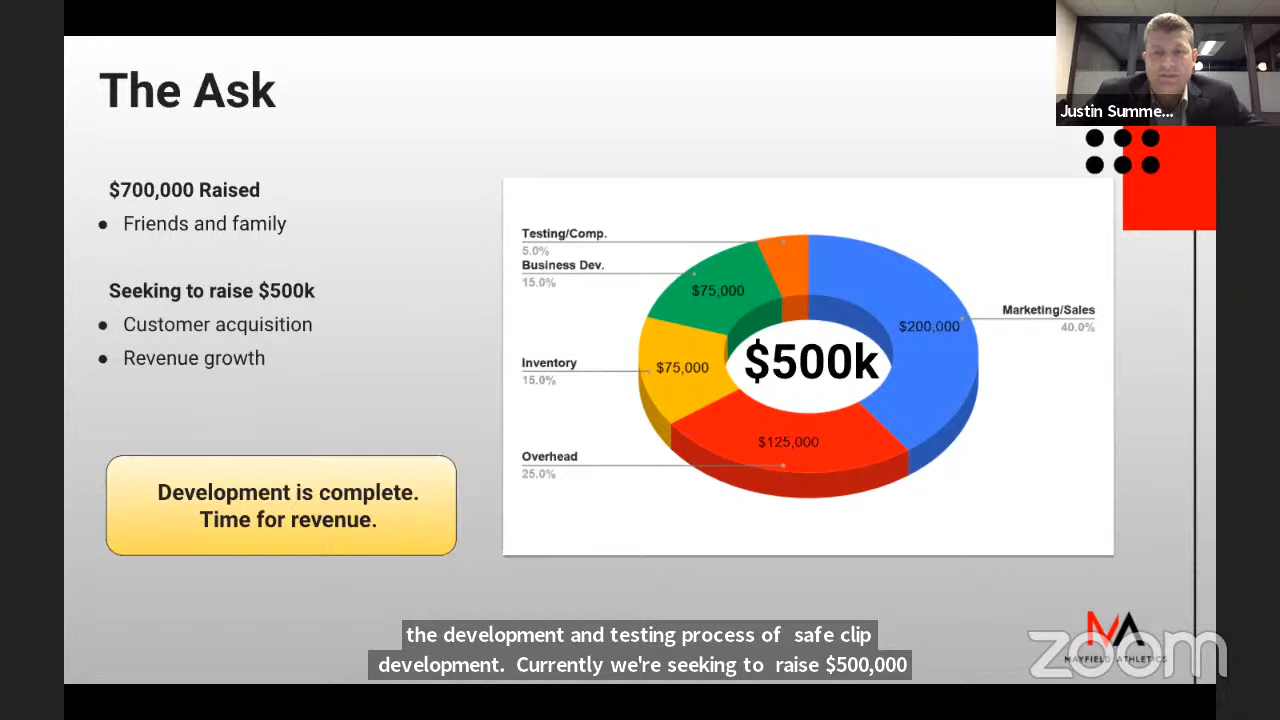 The Ask
Justin Summe...
$700,000 Raised
● Friends and family
Seeking to raise $500k
● Customer acquisition
● Revenue growth
Development is complete.
Time for revenue.
Testing/Comp.
5.0%
Business Dev.
15.0%
$75,000
Marketing/Sales
40.0%
$200,000
Inventory
15.0%
$75,000
$500k
$125,000
Overhead
25.0%
the development and testing process of safe clip
development. Currently we're seeking to raise $500,000
MA
MAYFIELD ATHLETICS
zoom